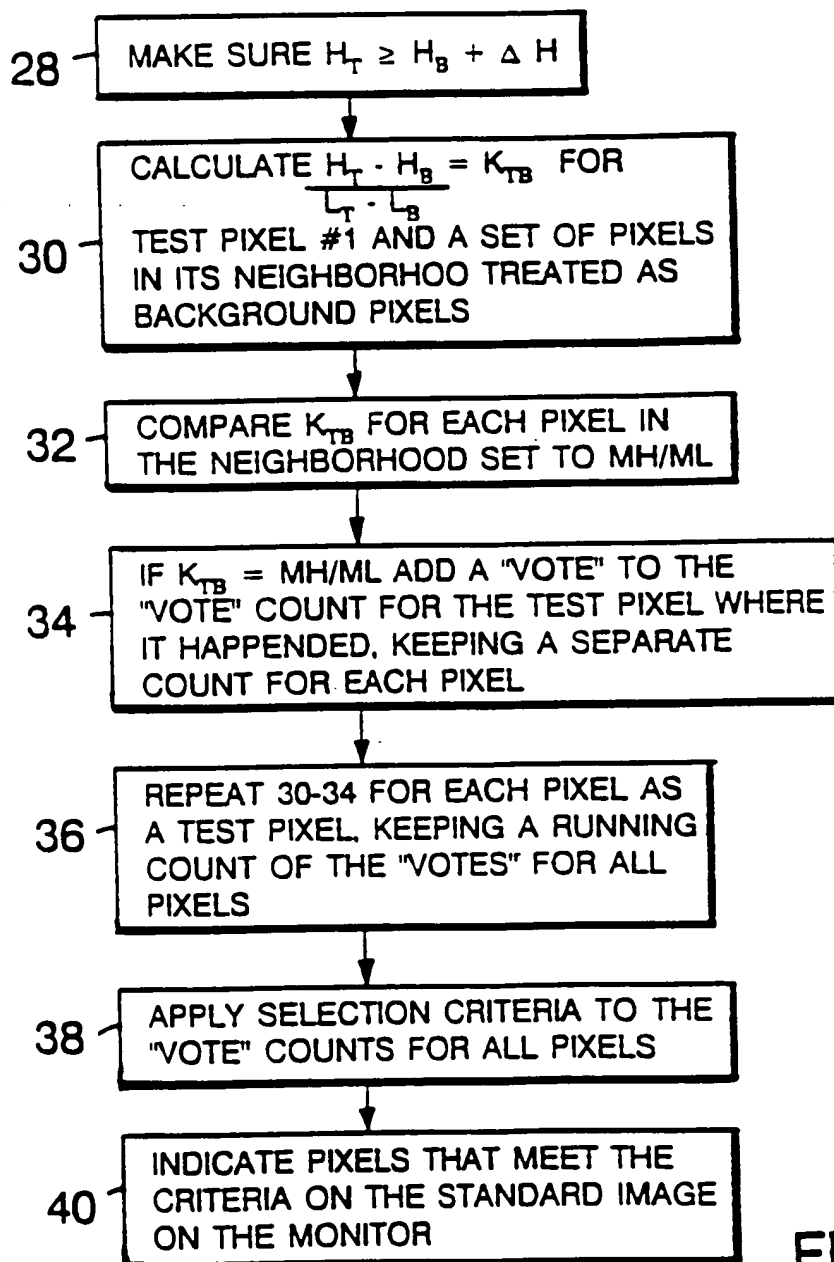 28
MAKE SURE H_T ≥ H_B + Δ H
CALCULATE H_T - H_B = K_TB FOR
L_T - L_B
30
TEST PIXEL #1 AND A SET OF PIXELS
IN ITS NEIGHBORHOO TREATED AS
BACKGROUND PIXELS
32
COMPARE K_TB FOR EACH PIXEL IN
THE NEIGHBORHOOD SET TO MH/ML
34
IF K_TB = MH/ML ADD A "VOTE" TO THE
"VOTE" COUNT FOR THE TEST PIXEL WHERE
IT HAPPENDED, KEEPING A SEPARATE
COUNT FOR EACH PIXEL
36
REPEAT 30-34 FOR EACH PIXEL AS
A TEST PIXEL, KEEPING A RUNNING
COUNT OF THE "VOTES" FOR ALL
PIXELS
38
APPLY SELECTION CRITERIA TO THE
"VOTE" COUNTS FOR ALL PIXELS
40
INDICATE PIXELS THAT MEET THE
CRITERIA ON THE STANDARD IMAGE
ON THE MONITOR